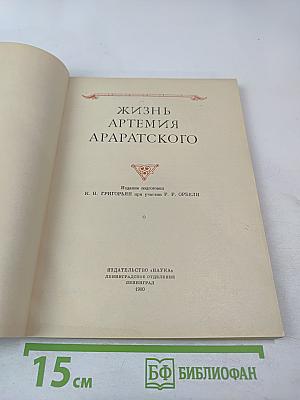 ЖИЗНЬ
АРТЕМИЯ
АРАРАТСКОГО
Издание подготовил
К. Н. ГРИГОРЬЯН при участии Р. Р. ОРБЕЛИ
ИЗДАТЕЛЬСТВО «НАУКА»
ЛЕНИНГРАДСКОЕ ОТДЕЛЕНИЕ
ЛЕНИНГРАД
1980
15 см
БФ БИБЛИОФАН